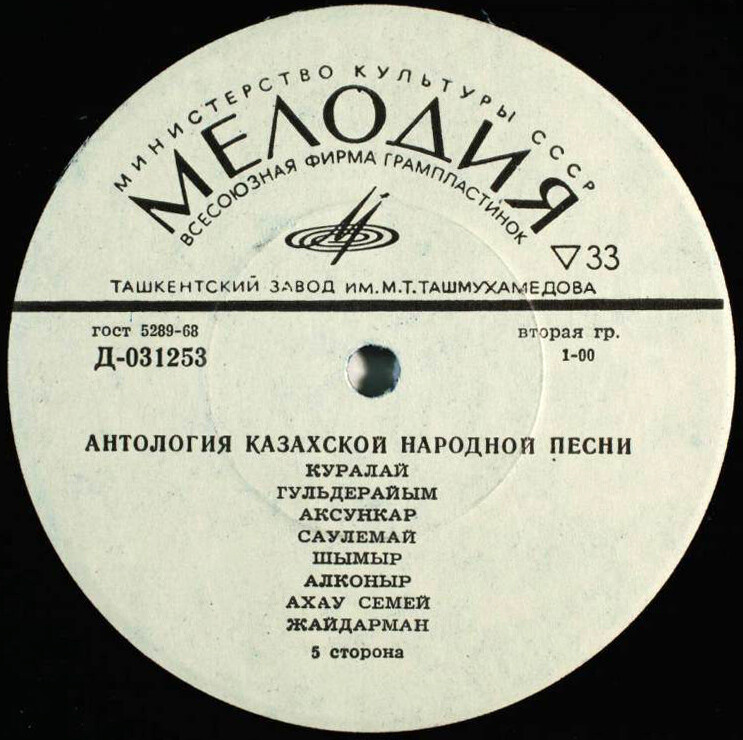 МИНИСТЕРСТВО КУЛЬТУРЫ СССР
МЕЛОДИЯ
ВСЕСОЮЗНАЯ ФИРМА ГРАМПЛАСТИНОК
33
ТАШКЕНТСКИЙ ЗАВОД ИМ. М.Т. ТАШМУХАМЕДОВА
гост 5289-68
вторая гр.
Д-031253
1-00
АНТОЛОГИЯ КАЗАХСКОЙ НАРОДНОЙ ПЕСНИ
КУРАЛАЙ
ГУЛЬДЕРАЙЫМ
АКСУНКАР
САУЛЕМАЙ
ШЫМЫР
АЛКОНЫР
АХАУ СЕМЕЙ
ЖАЙДАРМАН
5 сторона